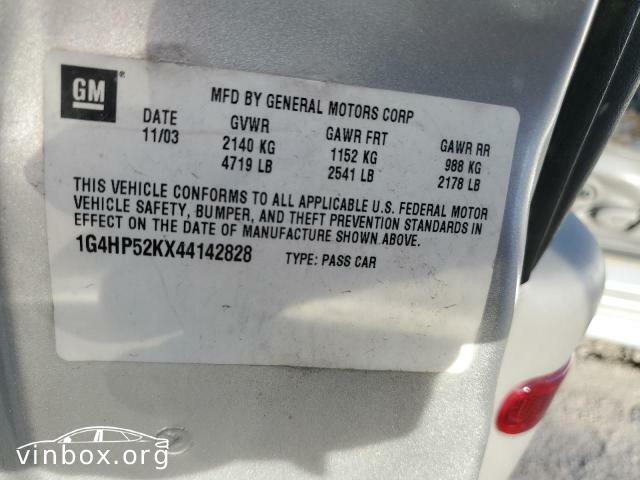 GM
®
MFD BY GENERAL MOTORS CORP
DATE GVWR GAWR FRT GAWR RR
11/03 2140 KG 1152 KG 988 KG
4719 LB 2541 LB 2178 LB
THIS VEHICLE CONFORMS TO ALL APPLICABLE U.S. FEDERAL MOTOR
VEHICLE SAFETY, BUMPER, AND THEFT PREVENTION STANDARDS IN
EFFECT ON THE DATE OF MANUFACTURE SHOWN ABOVE.
1G4HP52KX44142828 TYPE: PASS CAR
vinbox.org